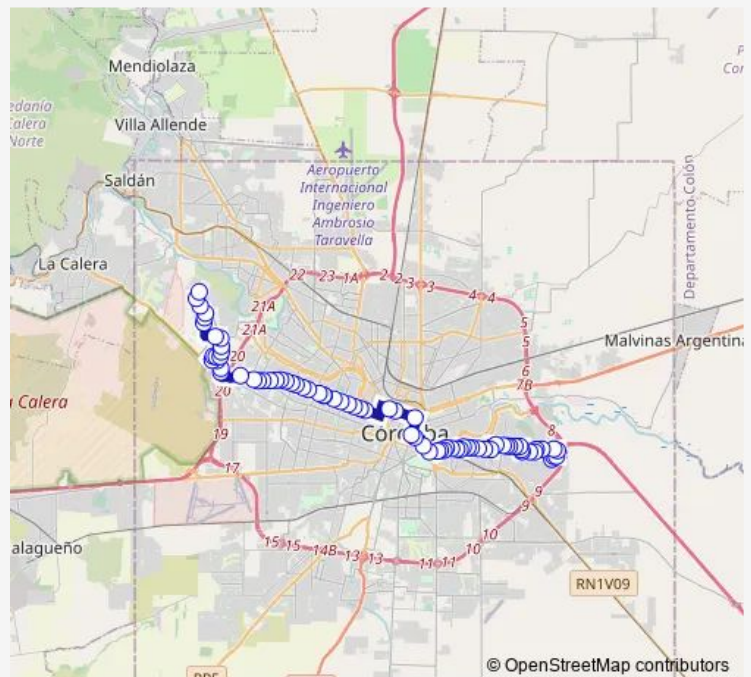 Mendiolaza
Villa Allende
Saldán
Aeropuerto
Internacional
Ingeniero
Ambrosio
Taravella
Departamento Colón
La Calera
22
23
1A
2
2
3
3
4
4
21A
21A
5
5
6
7B
Malvinas Argentina
20
20
19
17
8
9
9
10
10
11
11
13
13
14B
15
15
alagueño
RN1V09
© OpenStreetMap contributors